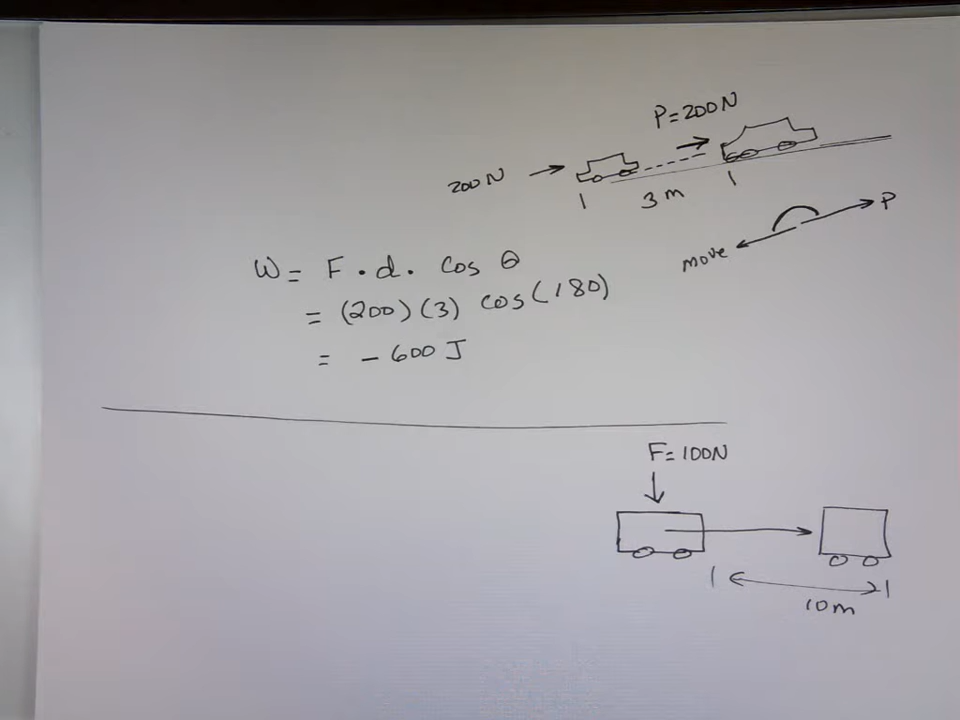 P=200N
200N
3m
P
move
W = F · d · cos θ
= (200)(3) cos(180)
= -600 J
F=100N
10m